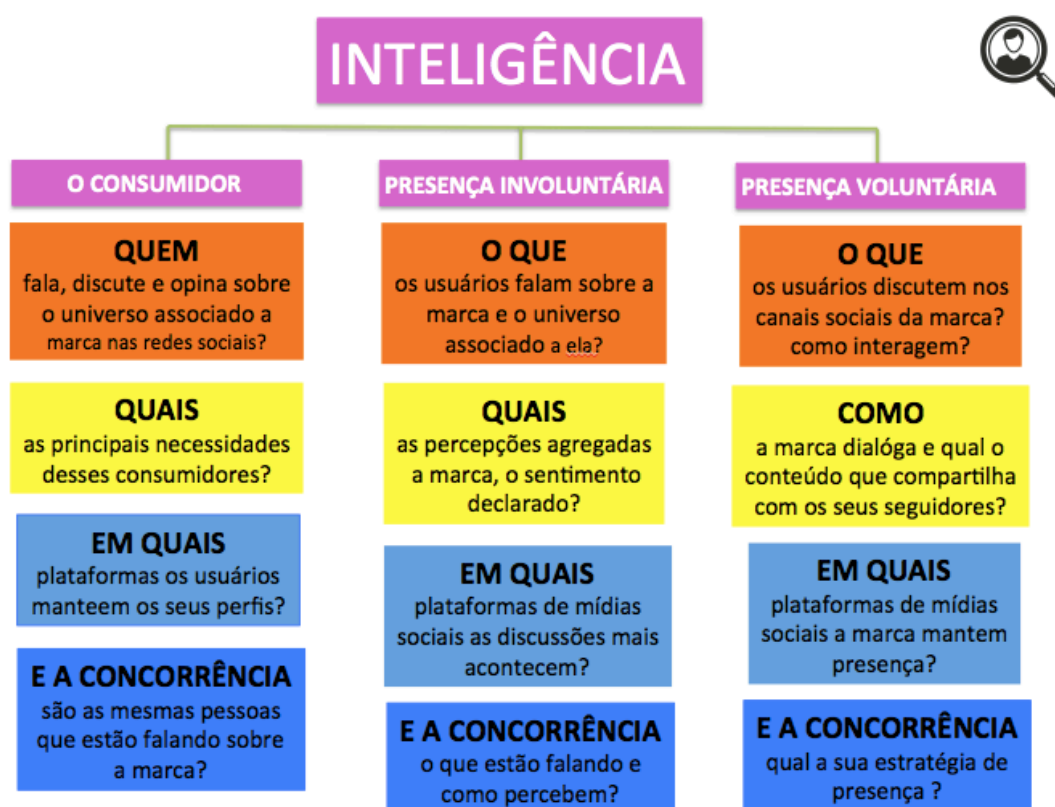 INTELIGÊNCIA
O CONSUMIDOR
QUEM
fala, discute e opina sobre
o universo associado a
marca nas redes sociais?
QUAIS
as principais necessidades
desses consumidores?
EM QUAIS
plataformas os usuários
manteem os seus perfis?
E A CONCORRÊNCIA
são as mesmas pessoas
que estão falando sobre
a marca?
PRESENÇA INVOLUNTÁRIA
O QUE
os usuários falam sobre a
marca e o universo
associado a ela?
QUAIS
as percepções agregadas
a marca, o sentimento
declarado?
EM QUAIS
plataformas de mídias
sociais as discussões mais
acontecem?
E A CONCORRÊNCIA
o que estão falando e
como percebem?
PRESENÇA VOLUNTÁRIA
O QUE
os usuários discutem nos
canais sociais da marca?
como interagem?
COMO
a marca dialóga e qual o
conteúdo que compartilha
com os seus seguidores?
EM QUAIS
plataformas de mídias
sociais a marca mantem
presença?
E A CONCORRÊNCIA
qual a sua estratégia de
presença ?